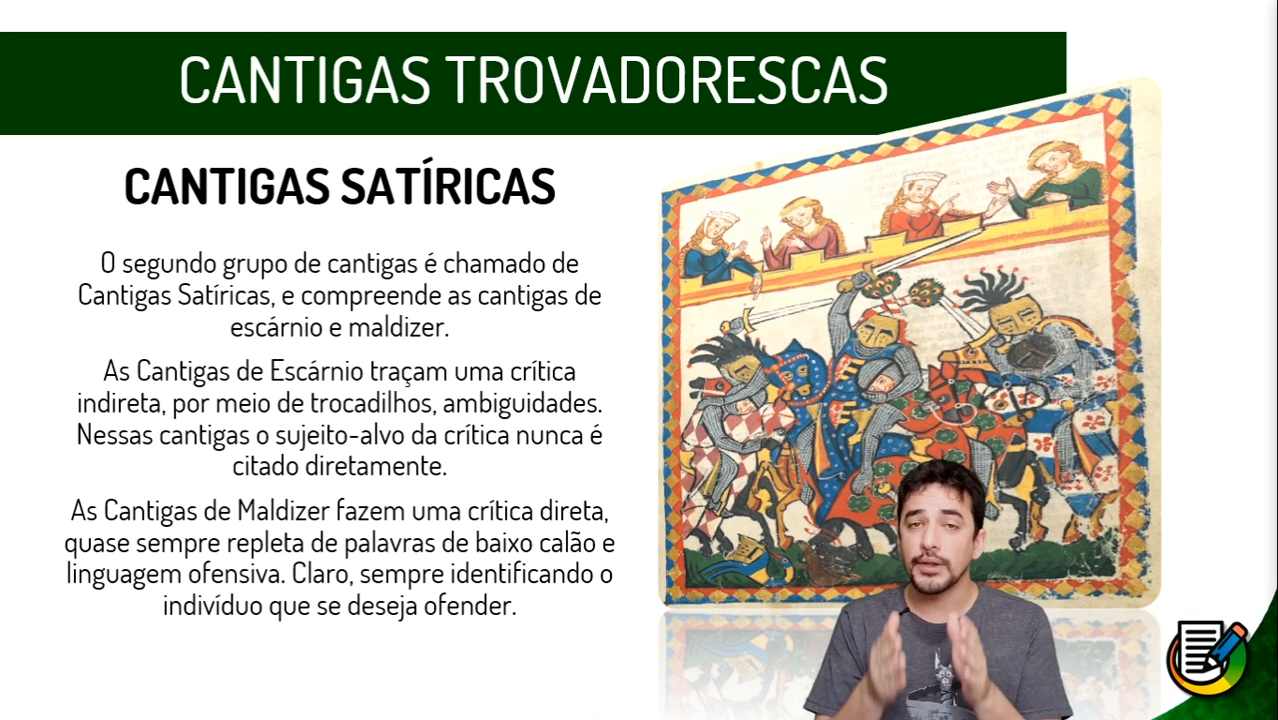 CANTIGAS TROVADORESCAS
CANTIGAS SATÍRICAS
O segundo grupo de cantigas é chamado de
Cantigas Satíricas, e compreende as cantigas de
escárnio e maldizer.
As Cantigas de Escárnio traçam uma crítica
indireta, por meio de trocadilhos, ambiguidades.
Nessas cantigas o sujeito-alvo da crítica nunca é
citado diretamente.
As Cantigas de Maldizer fazem uma crítica direta,
quase sempre repleta de palavras de baixo calão e
linguagem ofensiva. Claro, sempre identificando o
indivíduo que se deseja ofender.